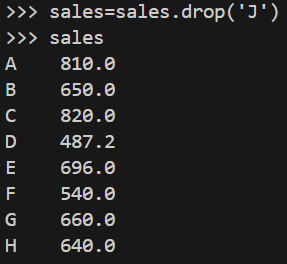 >>> sales=sales.drop('J')
>>> sales
A    810.0
B    650.0
C    820.0
D    487.2
E    696.0
F    540.0
G    660.0
H    640.0